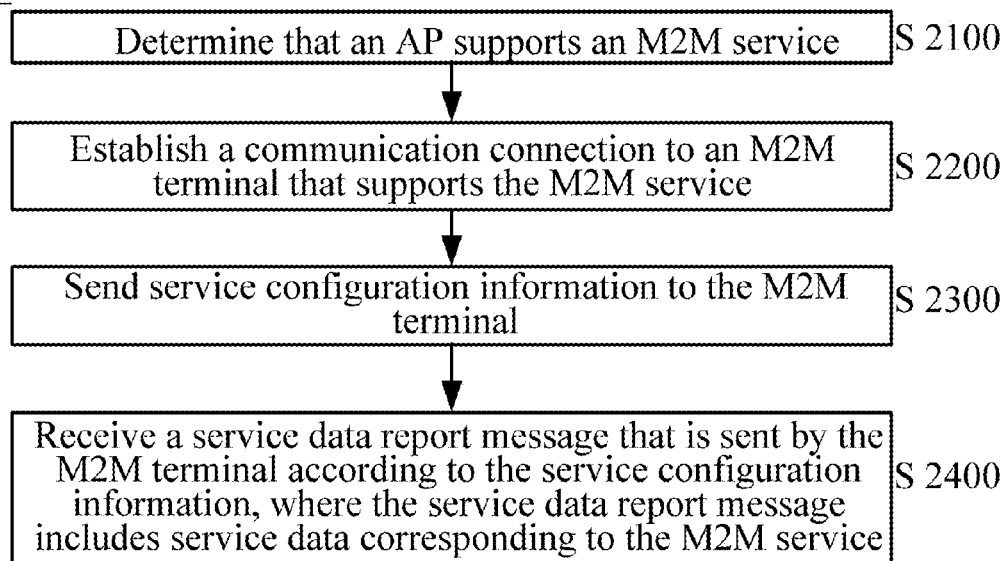 Determine that an AP supports an M2M service S 2100
Establish a communication connection to an M2M
terminal that supports the M2M service
S 2200
Send service configuration information to the M2M
terminal
S 2300
Receive a service data report message that is sent by the
M2M terminal according to the service configuration
information, where the service data report message
includes service data corresponding to the M2M service
S 2400